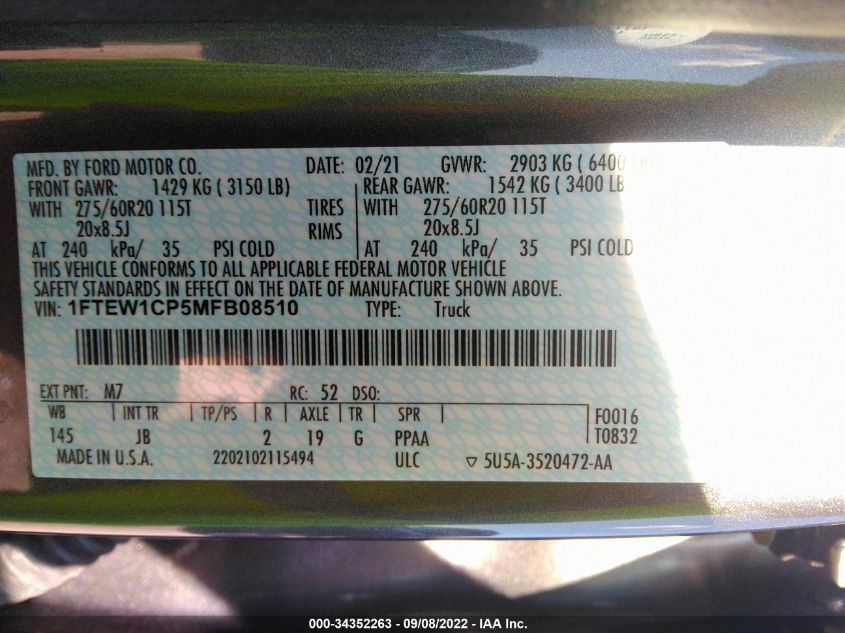 MFD. BY FORD MOTOR CO. DATE: 02/21 GVWR: 2903 KG ( 6400 LB
FRONT GAWR: 1429 KG ( 3150 LB) REAR GAWR: 1542 KG ( 3400 LB
WITH 275/60R20 115T TIRES WITH 275/60R20 115T
20x8.5J RIMS 20x8.5J
AT 240 kPa/ 35 PSI COLD AT 240 kPa/ 35 PSI COLD
THIS VEHICLE CONFORMS TO ALL APPLICABLE FEDERAL MOTOR VEHICLE
SAFETY STANDARDS IN EFFECT ON THE DATE OF MANUFACTURE SHOWN ABOVE.
VIN: 1FTEW1CP5MFB08510 TYPE: Truck
EXT PNT: M7 RC: 52 DSO:
WB INT TR TP/PS R AXLE TR SPR F0016
145 JB 2 19 G PPAA T0832
MADE IN U.S.A. 2202102115494 ULC ▽ 5U5A-3520472-AA
000-34352263 - 09/08/2022 - IAA Inc.